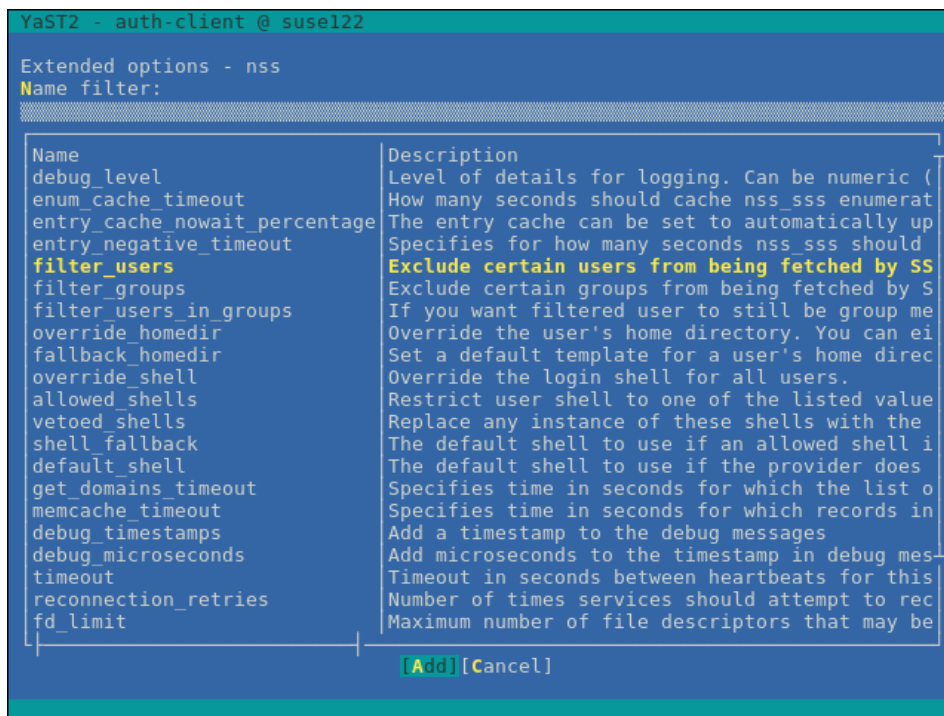 YaST2 - auth-client @ suse122
Extended options - nss
Name filter:
Name Description
debug_level Level of details for logging. Can be numeric (
enum_cache_timeout How many seconds should cache nss_sss enumerat
entry_cache_nowait_percentage The entry cache can be set to automatically up
entry_negative_timeout Specifies for how many seconds nss_sss should
filter_users Exclude certain users from being fetched by SS
filter_groups Exclude certain groups from being fetched by S
filter_users_in_groups If you want filtered user to still be group me
override_homedir Override the user's home directory. You can ei
fallback_homedir Set a default template for a user's home direc
override_shell Override the login shell for all users.
allowed_shells Restrict user shell to one of the listed value
vetoed_shells Replace any instance of these shells with the
shell_fallback The default shell to use if an allowed shell i
default_shell The default shell to use if the provider does
get_domains_timeout Specifies time in seconds for which the list o
memcache_timeout Specifies time in seconds for which records in
debug_timestamps Add a timestamp to the debug messages
debug_microseconds Add microseconds to the timestamp in debug mes
timeout Timeout in seconds between heartbeats for this
reconnection_retries Number of times services should attempt to rec
fd_limit Maximum number of file descriptors that may be
[Add][Cancel]